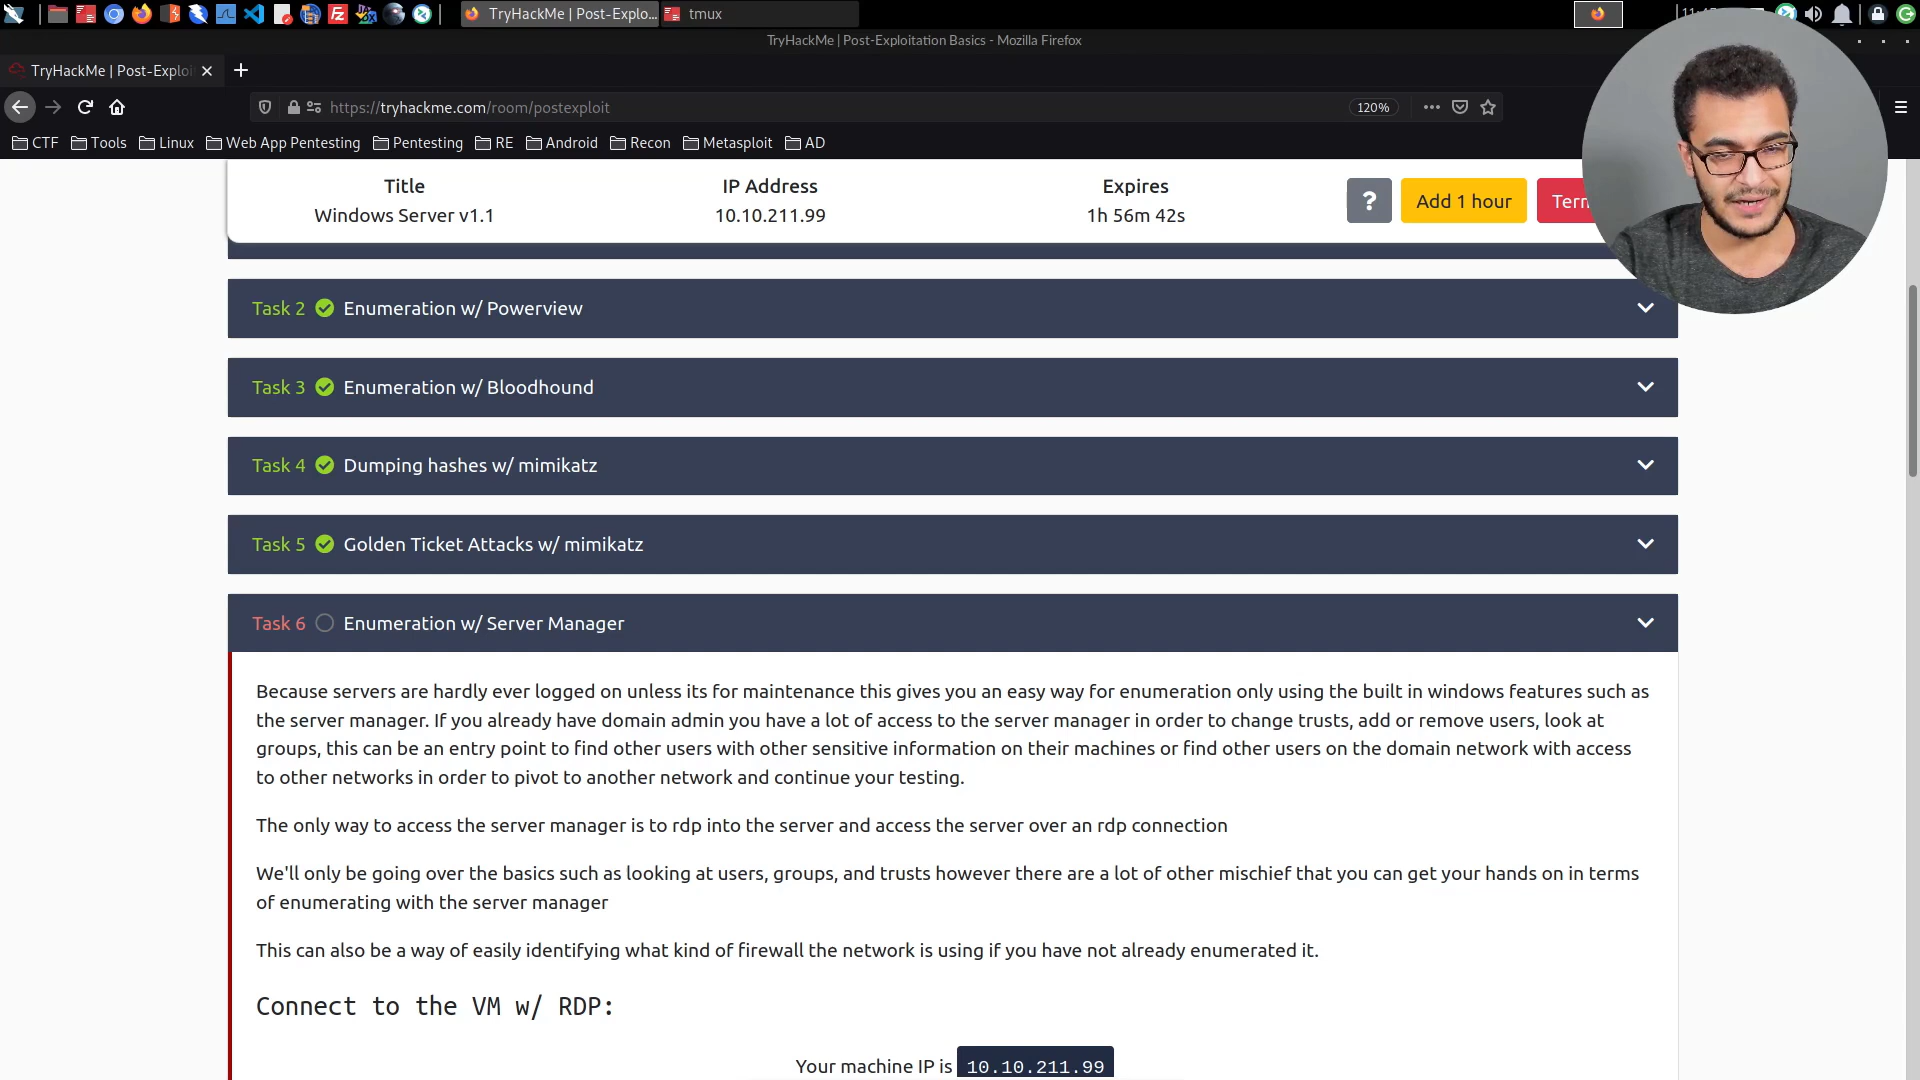 TryHackMe | Post-Explo...
tmux
TryHackMe | Post-Exploitation Basics - Mozilla Firefox
TryHackMe | Post-Exploi
https://tryhackme.com/room/postexploit
120%
CTF Tools Linux Web App Pentesting Pentesting RE Android Recon Metasploit AD
Title IP Address Expires
Windows Server v1.1 10.10.211.99 1h 56m 42s
? Add 1 hour
Task 2 Enumeration w/ Powerview
Task 3 Enumeration w/ Bloodhound
Task 4 Dumping hashes w/ mimikatz
Task 5 Golden Ticket Attacks w/ mimikatz
Task 6 Enumeration w/ Server Manager
Because servers are hardly ever logged on unless its for maintenance this gives you an easy way for enumeration only using the built in windows features such as
the server manager. If you already have domain admin you have a lot of access to the server manager in order to change trusts, add or remove users, look at
groups, this can be an entry point to find other users with other sensitive information on their machines or find other users on the domain network with access
to other networks in order to pivot to another network and continue your testing.
The only way to access the server manager is to rdp into the server and access the server over an rdp connection
We'll only be going over the basics such as looking at users, groups, and trusts however there are a lot of other mischief that you can get your hands on in terms
of enumerating with the server manager
This can also be a way of easily identifying what kind of firewall the network is using if you have not already enumerated it.
Connect to the VM w/ RDP:
Your machine IP is 10.10.211.99